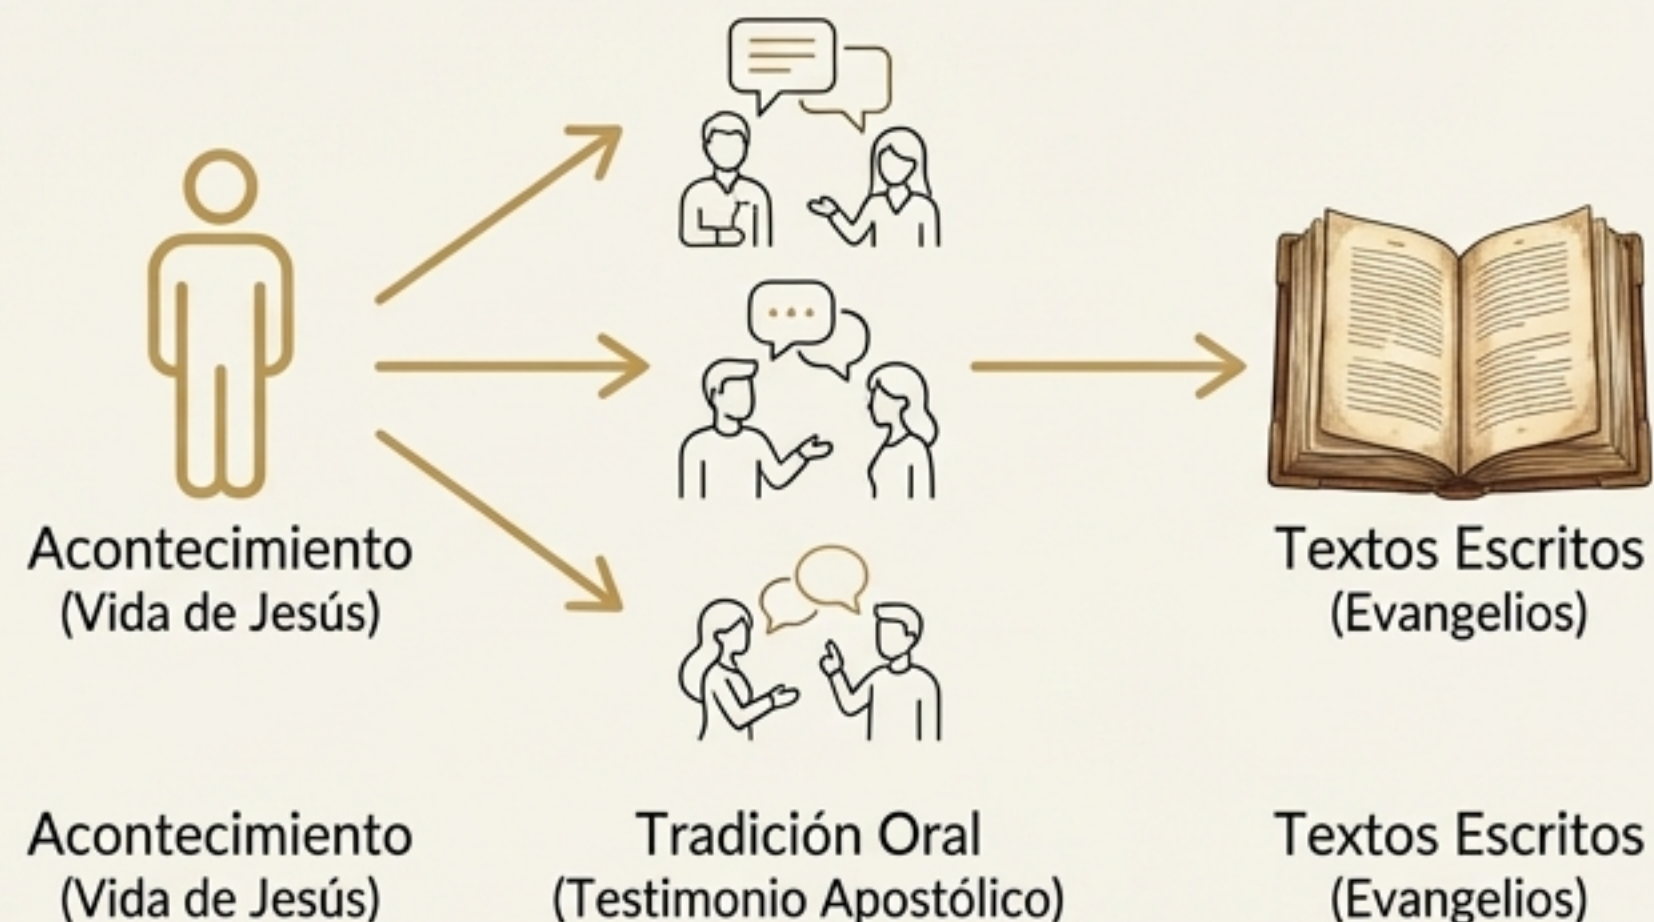 Acontecimiento
(Vida de Jesús)
Textos Escritos
(Evangelios)
Acontecimiento
(Vida de Jesús)
Tradición Oral
(Testimonio Apostólico)
Textos Escritos
(Evangelios)